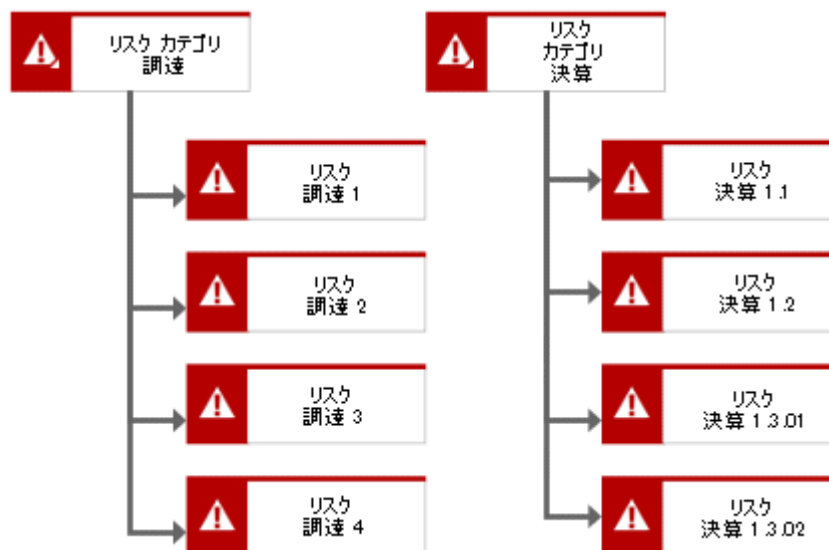 リスク カテゴリ
調達
リスク
調達 1
リスク
調達 2
リスク
調達 3
リスク
調達 4
リスク
カテゴリ
決算
リスク
決算 1.1
リスク
決算 1.2
リスク
決算 1.3.01
リスク
決算 1.3.02